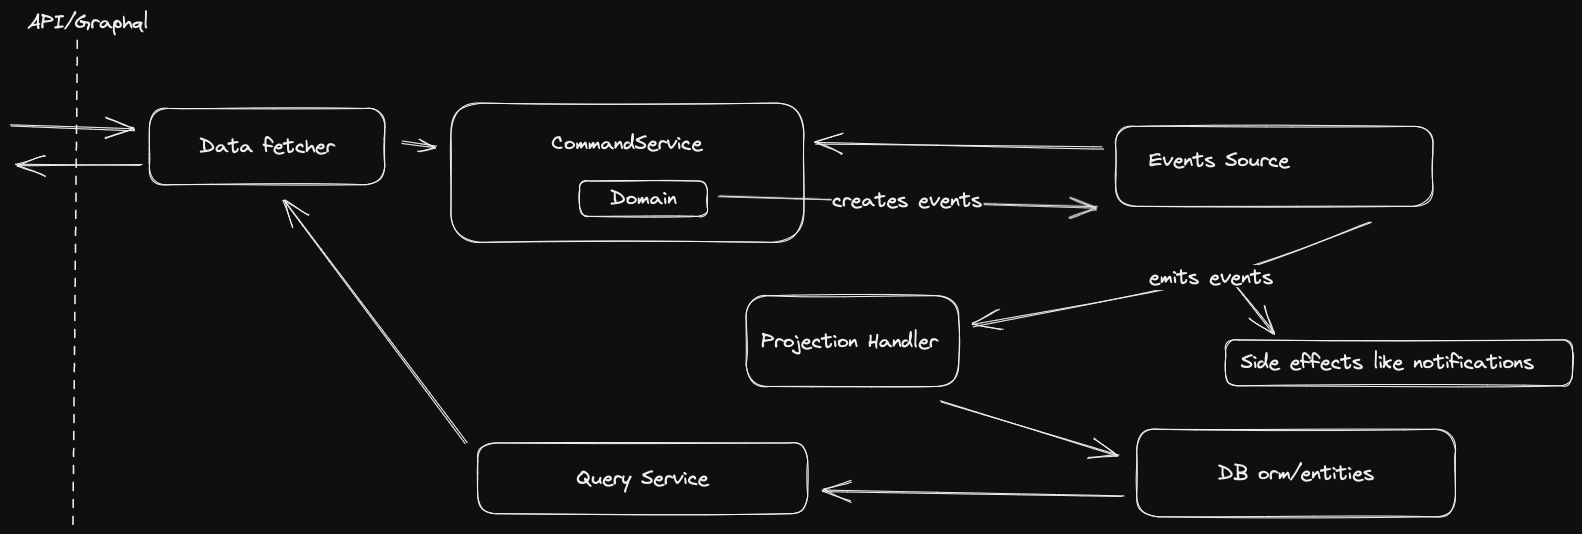 API/Graphql
Data fetcher
CommandService
Domain
creates events
Events Source
emits events
Projection Handler
Side effects like notifications
Query Service
DB orm/entities